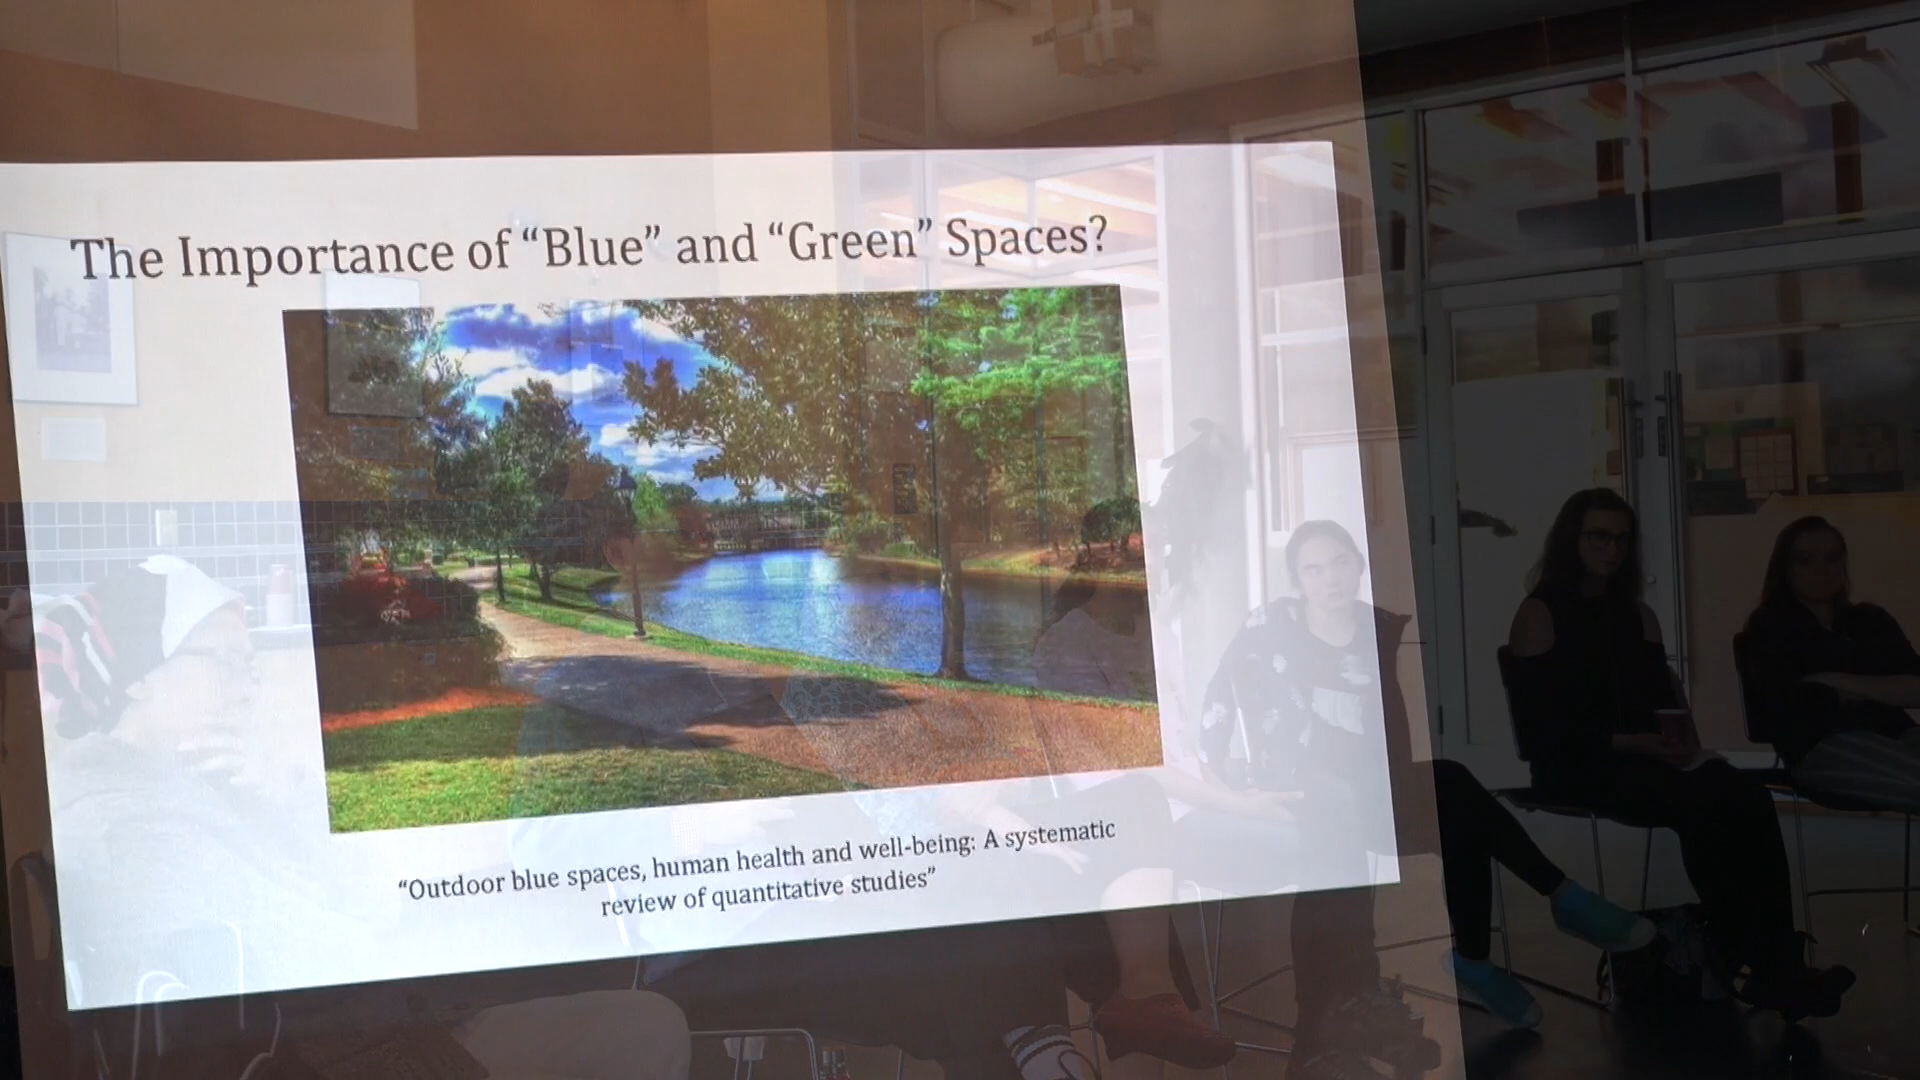 The Importance of “Blue” and “Green” Spaces?
“Outdoor blue spaces, human health and well-being: A systematic
review of quantitative studies”